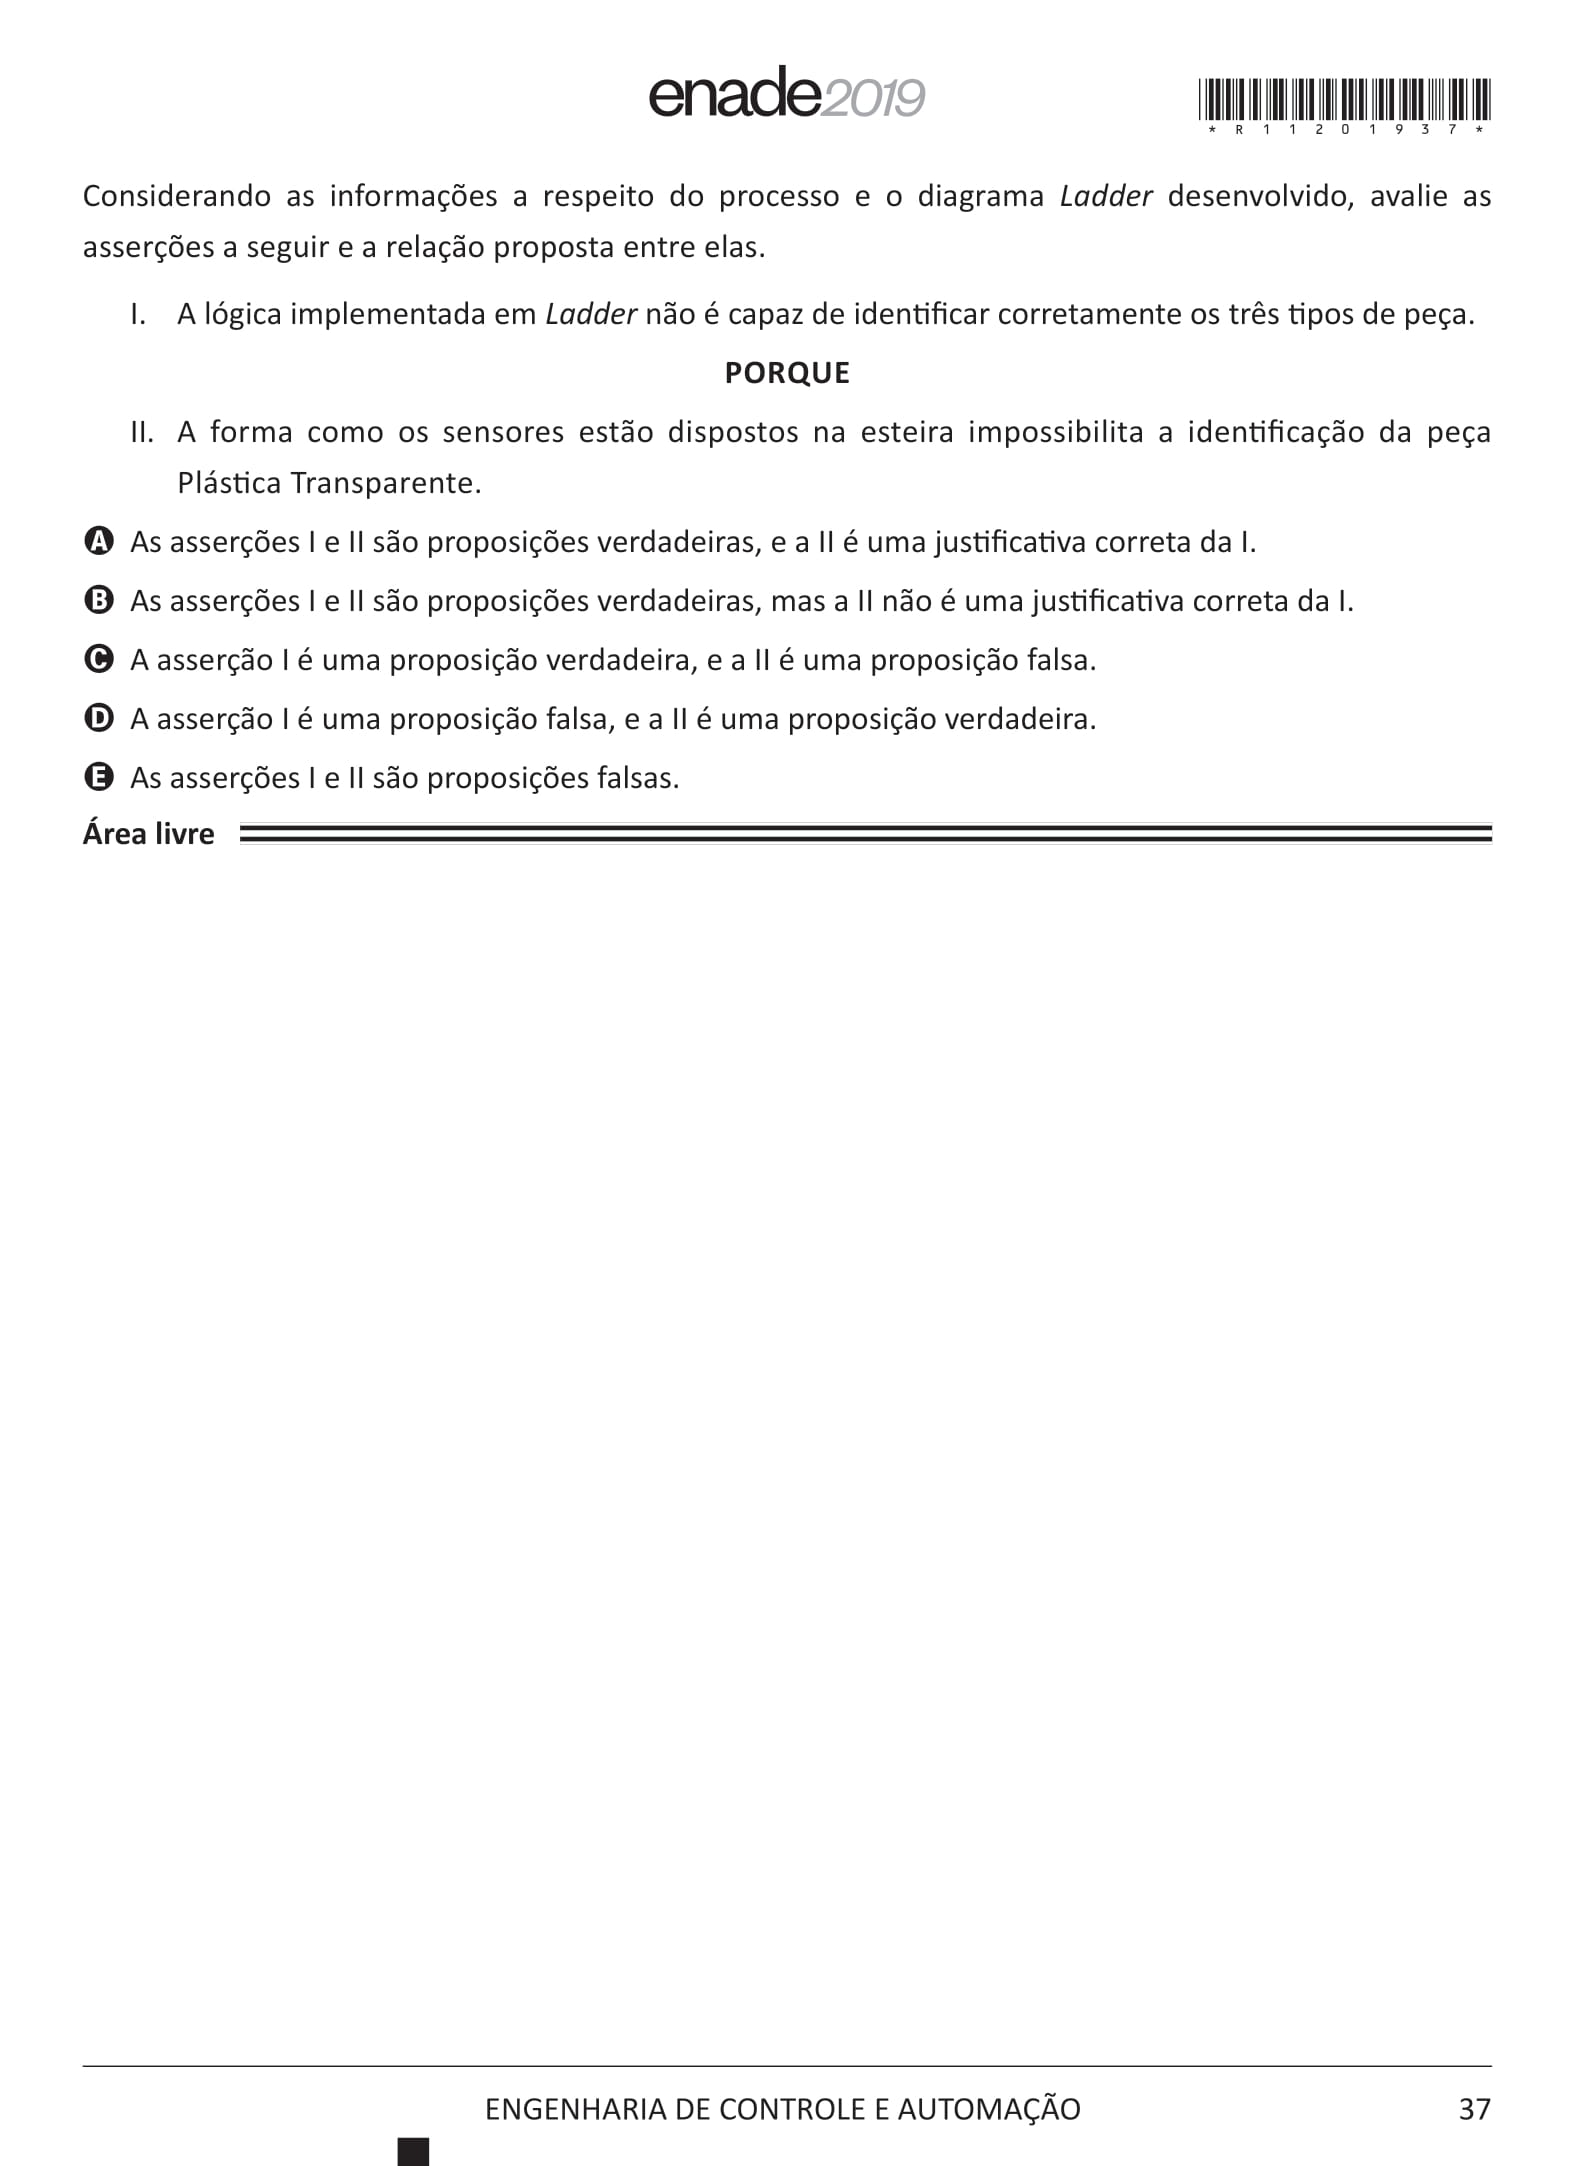 enade2019
*R11201937*
Considerando as informações a respeito do processo e o diagrama Ladder desenvolvido, avalie as
asserções a seguir e a relação proposta entre elas.
I. A lógica implementada em Ladder não é capaz de identificar corretamente os três tipos de peça.
PORQUE
II. A forma como os sensores estão dispostos na esteira impossibilita a identificação da peça
Plástica Transparente.
A As asserções I e II são proposições verdadeiras, e a II é uma justificativa correta da I.
B As asserções I e II são proposições verdadeiras, mas a II não é uma justificativa correta da I.
C A asserção I é uma proposição verdadeira, e a II é uma proposição falsa.
D A asserção I é uma proposição falsa, e a II é uma proposição verdadeira.
E As asserções I e II são proposições falsas.
Área livre
ENGENHARIA DE CONTROLE E AUTOMAÇÃO 37